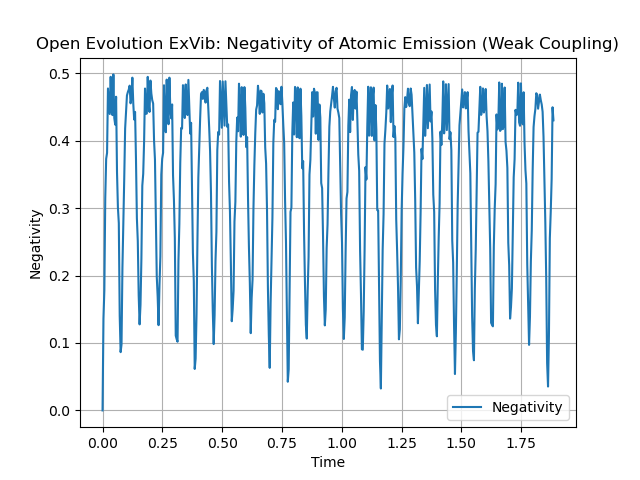 Open Evolution ExVib: Negativity of Atomic Emission (Weak Coupling)
0.5
0.4
0.3
0.2
0.1
0.0
Negativity
Negativity
0.00 0.25 0.50 0.75 1.00 1.25 1.50 1.75
Time